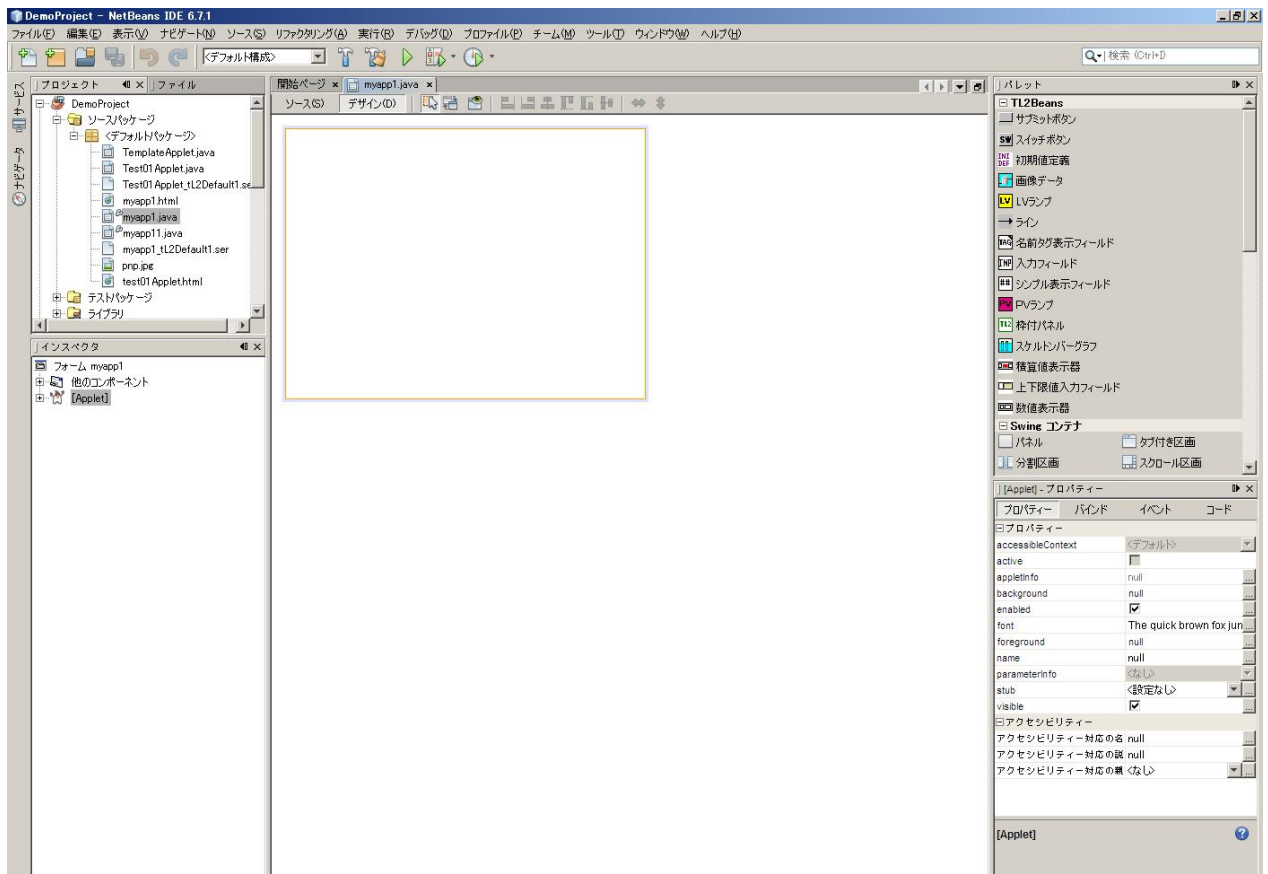 DemoProject - NetBeans IDE 6.7.1
ファイル(F) 編集(E) 表示(V) ナビゲート(N) ソース(S) リファクタリング(A) 実行(R) デバッグ(D) プロファイル(P) チーム(M) ツール(T) ウィンドウ(W) ヘルプ(H)
<デフォルト構成>
検索 (Ctrl+I)
サービス
ナビゲータ
プロジェクト
ファイル
DemoProject
ソースパッケージ
<デフォルトパッケージ>
TemplateApplet.java
Test01Applet.java
Test01Applet_tL2Default1.se
myapp1.html
myapp1.java
myapp11.java
myapp1_tL2Default1.ser
pnp.jpg
test01Applet.html
テストパッケージ
ライブラリ
インスペクタ
フォーム myapp1
他のコンポーネント
[Applet]
開始ページ
myapp1.java
ソース(S) デザイン(D)
パレット
TL2Beans
サブミットボタン
SW スイッチボタン
INI DEF 初期値定義
画像データ
LV LVランプ
ライン
TAG 名前タグ表示フィールド
INP 入力フィールド
## シンプル表示フィールド
PV PVランプ
TL2 枠付パネル
スケルトンバーグラフ
積算値表示器
上下限値入力フィールド
数値表示器
Swing コンテナ
パネル タブ付き区画
分割区画 スクロール区画
[Applet] - プロパティー
プロパティー バインド イベント コード
プロパティー
accessibleContext <デフォルト>
active
appletInfo null
background null
enabled
font The quick brown fox jun
foreground null
name null
parameterInfo <なし>
stub <設定なし>
visible
アクセシビリティー
アクセシビリティー対応の名 null
アクセシビリティー対応の説 null
アクセシビリティー対応の親 <なし>
[Applet]